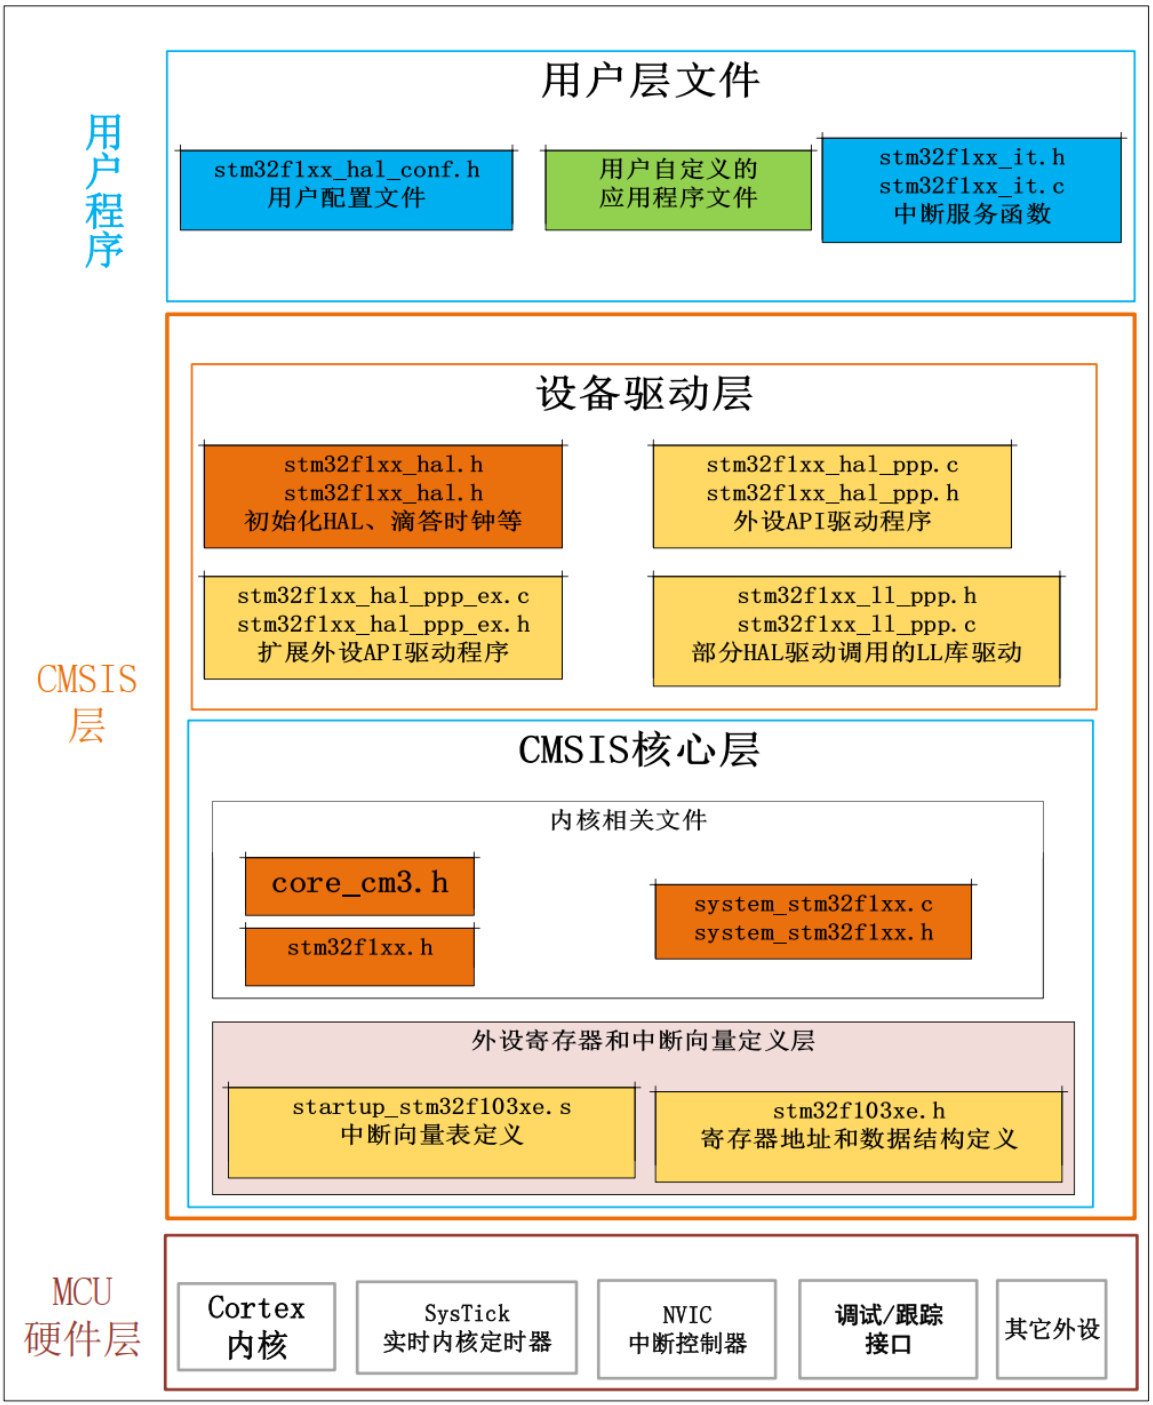 用户程序
用户层文件
stm32f1xx_hal_conf.h
用户配置文件
用户自定义的
应用程序文件
stm32f1xx_it.h
stm32f1xx_it.c
中断服务函数
CMSIS
层
设备驱动层
stm32f1xx_hal.h
stm32f1xx_hal.h
初始化HAL、滴答时钟等
stm32f1xx_hal_ppp.c
stm32f1xx_hal_ppp.h
外设API驱动程序
stm32f1xx_hal_ppp_ex.c
stm32f1xx_hal_ppp_ex.h
扩展外设API驱动程序
stm32f1xx_ll_ppp.h
stm32f1xx_ll_ppp.c
部分HAL驱动调用的LL库驱动
CMSIS核心层
内核相关文件
core_cm3.h
stm32f1xx.h
system_stm32f1xx.c
system_stm32f1xx.h
外设寄存器和中断向量定义层
startup_stm32f103xe.s
中断向量表定义
stm32f103xe.h
寄存器地址和数据结构定义
MCU
硬件层
Cortex
内核
SysTick
实时内核定时器
NVIC
中断控制器
调试/跟踪
接口
其它外设